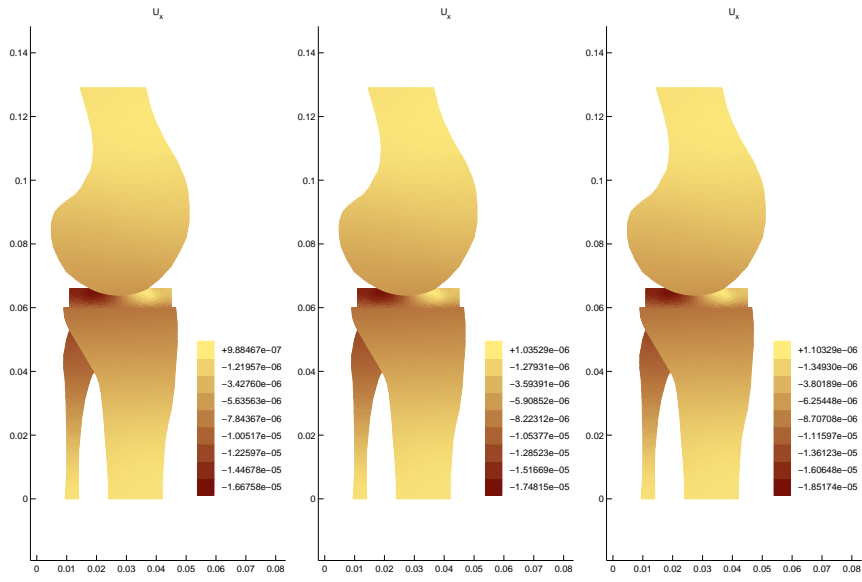 Uₓ
0.14
0.12
0.1
0.08
0.06
0.04
0.02
0
+9.88467e−07
−1.21957e−06
−3.42760e−06
−5.63563e−06
−7.84367e−06
−1.00517e−05
−1.22597e−05
−1.44678e−05
−1.66758e−05
0 0.01 0.02 0.03 0.04 0.05 0.06 0.07 0.08
Uₓ
0.14
0.12
0.1
0.08
0.06
0.04
0.02
0
+1.03529e−06
−1.27931e−06
−3.59391e−06
−5.90852e−06
−8.22312e−06
−1.05377e−05
−1.28523e−05
−1.51669e−05
−1.74815e−05
0 0.01 0.02 0.03 0.04 0.05 0.06 0.07 0.08
Uₓ
0.14
0.12
0.1
0.08
0.06
0.04
0.02
0
+1.10329e−06
−1.34930e−06
−3.80189e−06
−6.25448e−06
−8.70708e−06
−1.11597e−05
−1.36123e−05
−1.60648e−05
−1.85174e−05
0 0.01 0.02 0.03 0.04 0.05 0.06 0.07 0.08